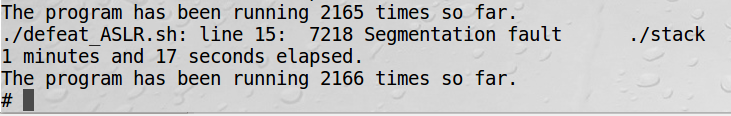 The program has been running 2165 times so far.
./defeat_ASLR.sh: line 15:  7218 Segmentation fault      ./stack
1 minutes and 17 seconds elapsed.
The program has been running 2166 times so far.
#